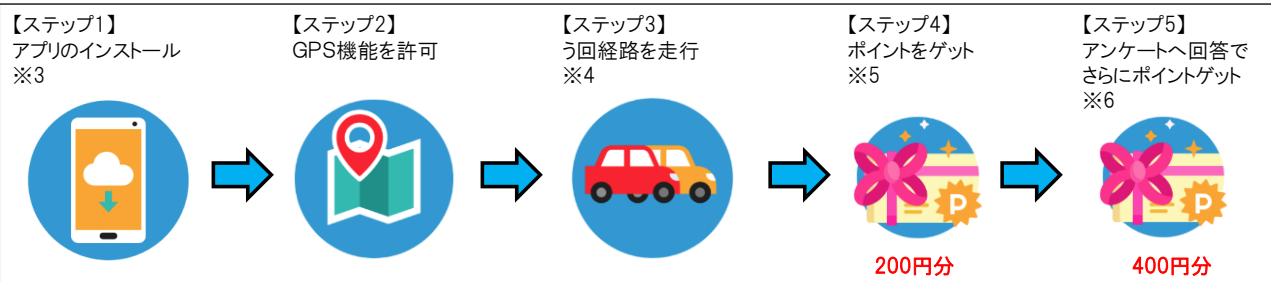 【ステップ1】
アプリのインストール
※3
【ステップ2】
GPS機能を許可
【ステップ3】
う回経路を走行
※4
【ステップ4】
ポイントをゲット
※5
P
200円分
【ステップ5】
アンケートへ回答で
さらにポイントゲット
※6
P
400円分